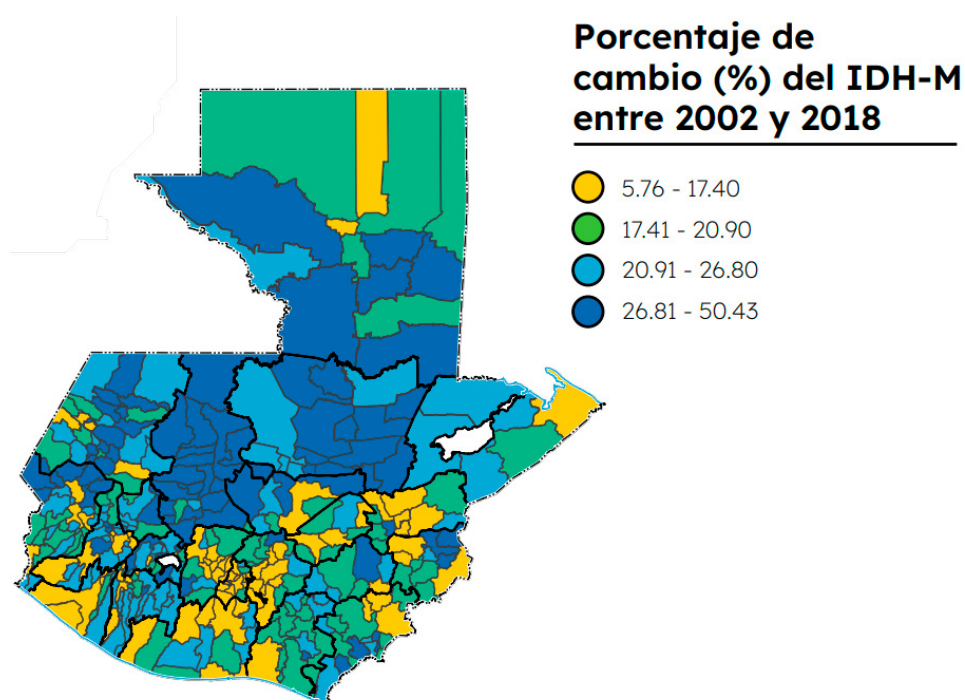 Porcentaje de
cambio (%) del IDH-M
entre 2002 y 2018
5.76 - 17.40
17.41 - 20.90
20.91 - 26.80
26.81 - 50.43